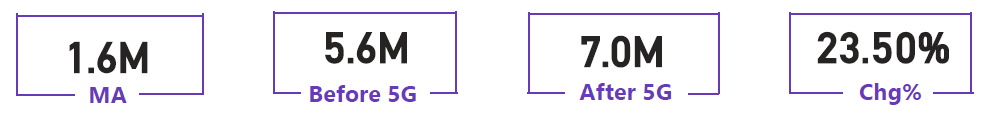 1.6M
MA
5.6M
Before 5G
7.0M
After 5G
23.50%
Chg%